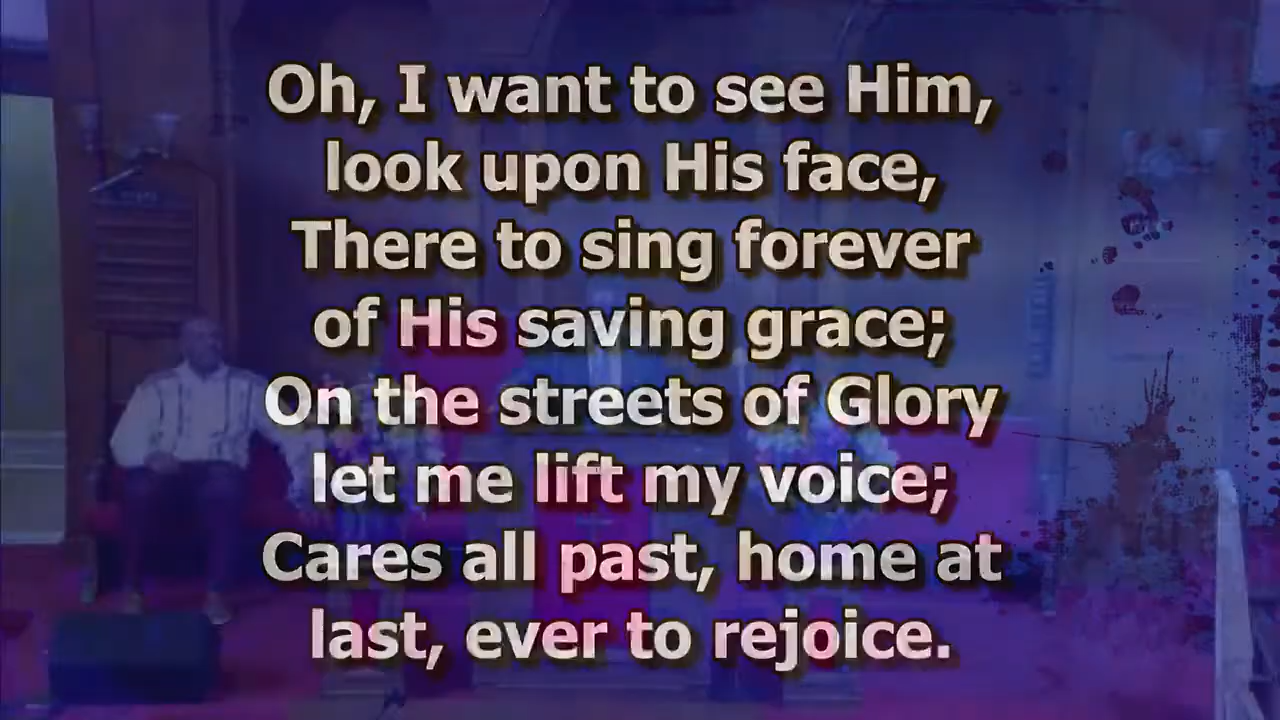 Oh, I want to see Him,
look upon His face,
There to sing forever
of His saving grace;
On the streets of Glory
let me lift my voice;
Cares all past, home at
last, ever to rejoice.